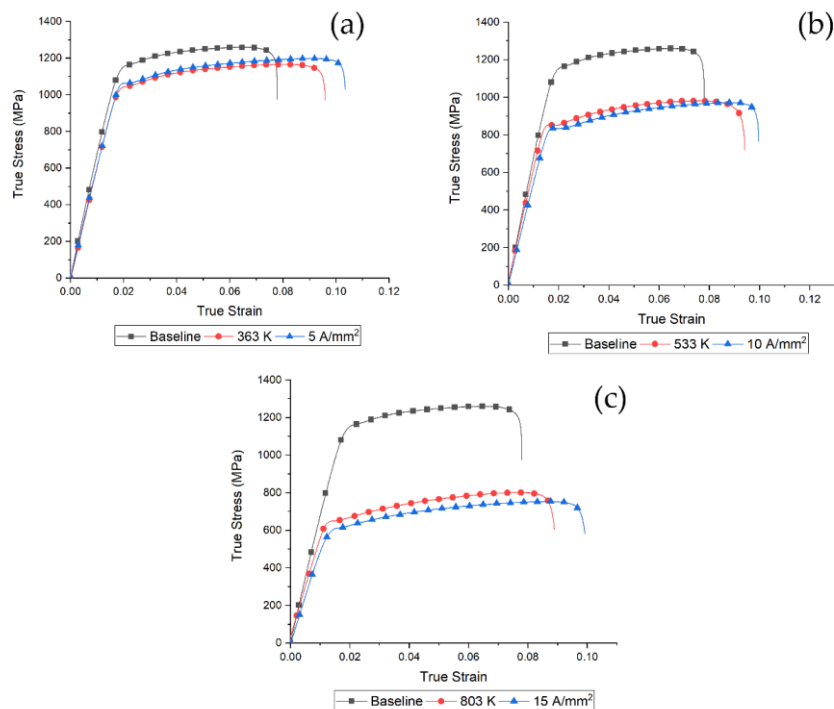 (a)
1400
1200
1000
800
600
400
200
0
True Stress (MPa)
0.00 0.02 0.04 0.06 0.08 0.10 0.12
True Strain
Baseline 363 K 5 A/mm²
(b)
1400
1200
1000
800
600
400
200
0
True Stress (MPa)
0.00 0.02 0.04 0.06 0.08 0.10 0.12
True Strain
Baseline 533 K 10 A/mm²
(c)
1400
1200
1000
800
600
400
200
0
True Stress (MPa)
0.00 0.02 0.04 0.06 0.08 0.10
True Strain
Baseline 803 K 15 A/mm²